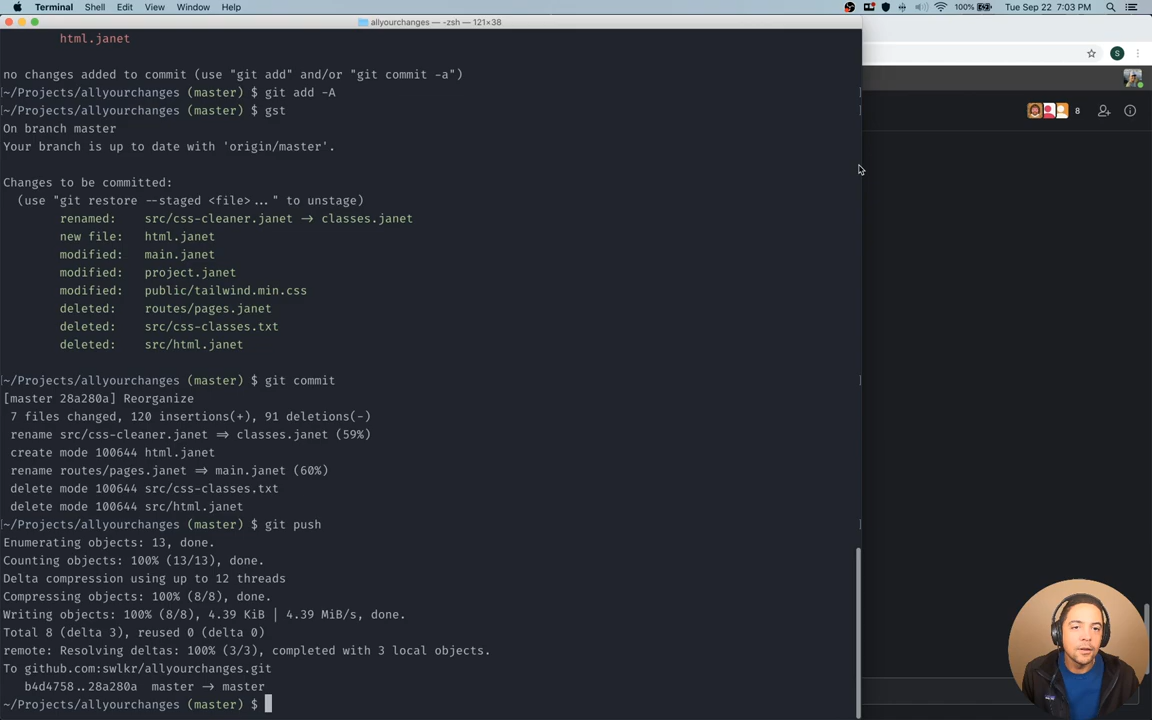 Terminal Shell Edit View Window Help 100% Tue Sep 22 7:03 PM
allyourchanges — -zsh — 121×38
S
html.janet
8
no changes added to commit (use "git add" and/or "git commit -a")
~/Projects/allyourchanges (master) $ git add -A
~/Projects/allyourchanges (master) $ gst
On branch master
Your branch is up to date with 'origin/master'.
Changes to be committed:
(use "git restore --staged <file>..." to unstage)
renamed: src/css-cleaner.janet -> classes.janet
new file: html.janet
modified: main.janet
modified: project.janet
modified: public/tailwind.min.css
deleted: routes/pages.janet
deleted: src/css-classes.txt
deleted: src/html.janet
~/Projects/allyourchanges (master) $ git commit
[master 28a280a] Reorganize
7 files changed, 120 insertions(+), 91 deletions(-)
rename src/css-cleaner.janet => classes.janet (59%)
create mode 100644 html.janet
rename routes/pages.janet => main.janet (60%)
delete mode 100644 src/css-classes.txt
delete mode 100644 src/html.janet
~/Projects/allyourchanges (master) $ git push
Enumerating objects: 13, done.
Counting objects: 100% (13/13), done.
Delta compression using up to 12 threads
Compressing objects: 100% (8/8), done.
Writing objects: 100% (8/8), 4.39 KiB | 4.39 MiB/s, done.
Total 8 (delta 3), reused 0 (delta 0)
remote: Resolving deltas: 100% (3/3), completed with 3 local objects.
To github.com:swlkr/allyourchanges.git
b4d4758..28a280a master -> master
~/Projects/allyourchanges (master) $